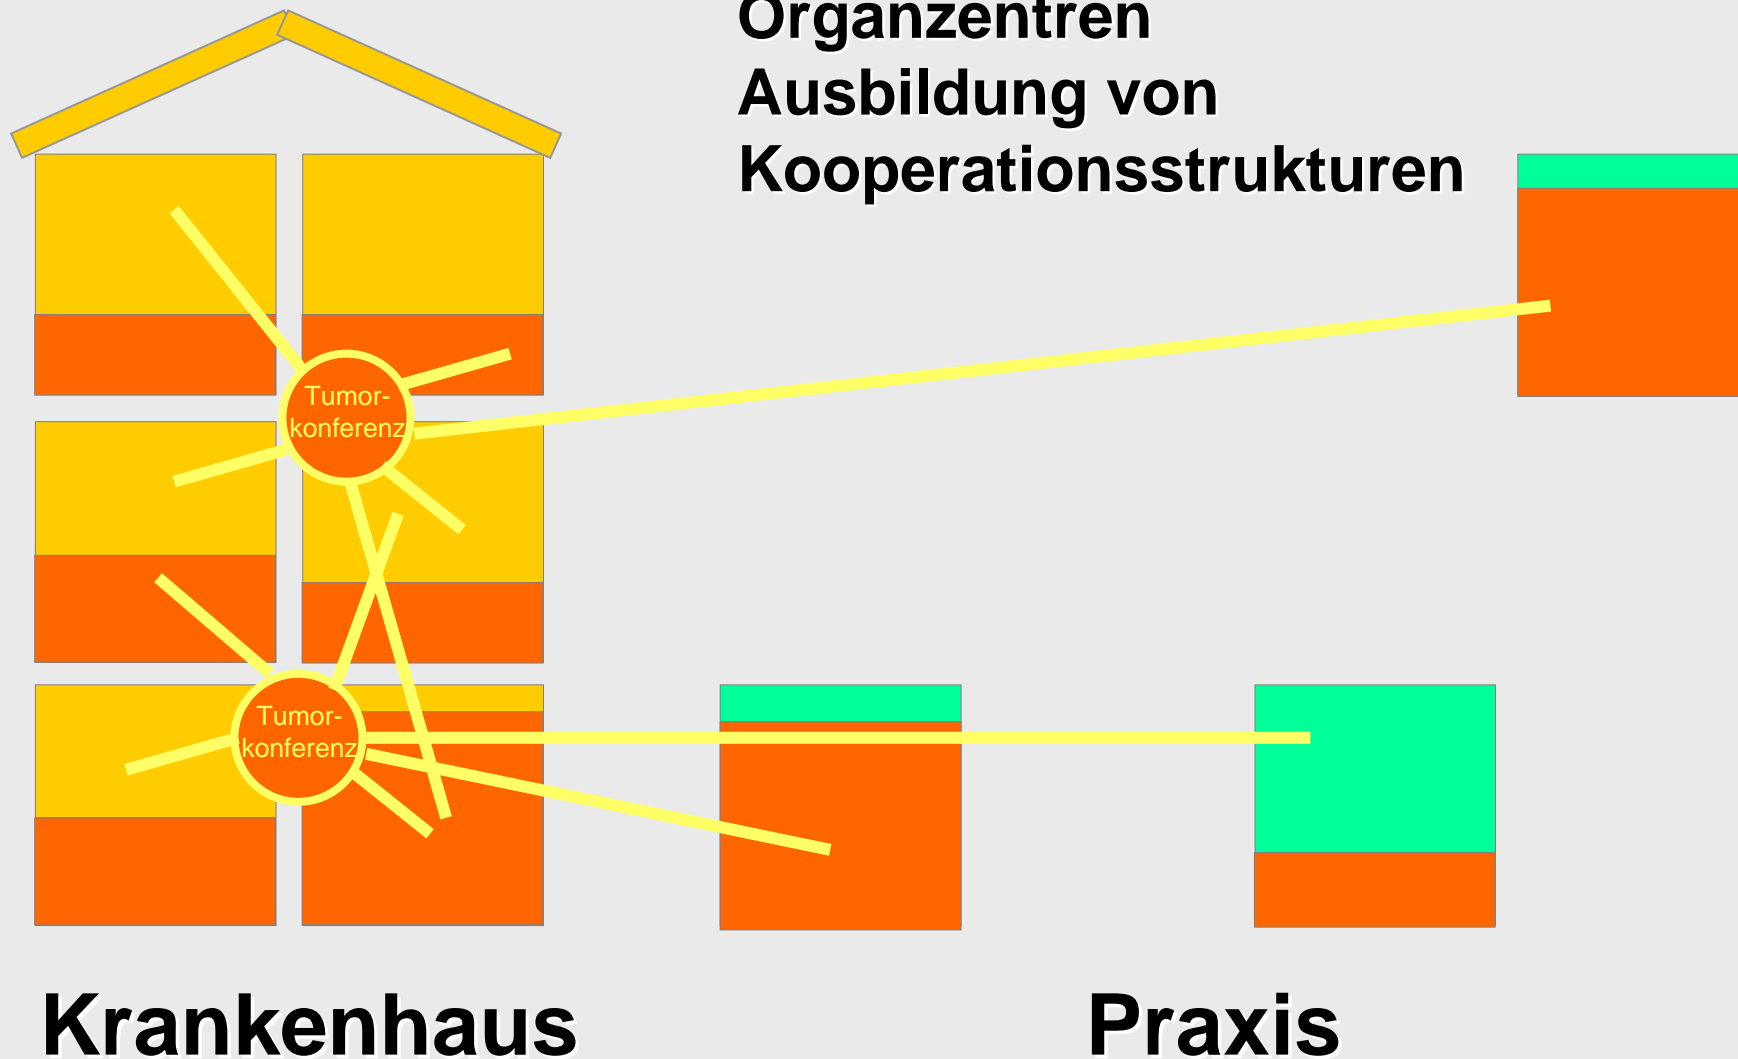 Organzentren
Ausbildung von
Kooperationsstrukturen
Tumor-
konferenz
Tumor-
konferenz
Krankenhaus
Praxis